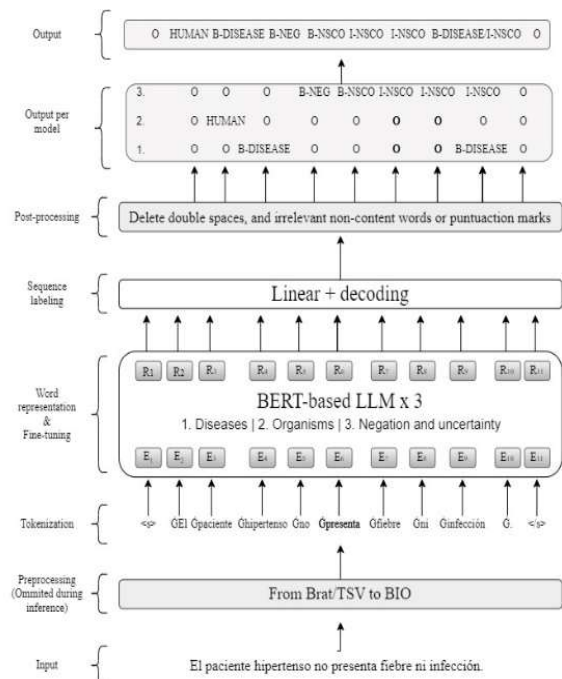 Output
O HUMAN B-DISEASE B-NEG B-NSCO I-NSCO I-NSCO B-DISEASE/I-NSCO O
Output per
model
3. O O O B-NEG B-NSCO I-NSCO I-NSCO I-NSCO O
2. O HUMAN O O O O O O O
1. O O B-DISEASE O O O O B-DISEASE O
Post-processing
Delete double spaces, and irrelevant non-content words or puntuaction marks
Sequence
labeling
Linear + decoding
Word
representation
&
Fine-tuning
R1 R2 R3 R4 R5 R6 R7 R8 R9 R10 R11
BERT-based LLM x 3
1. Diseases | 2. Organisms | 3. Negation and uncertainty
E1 E2 E3 E4 E5 E6 E7 E8 E9 E10 E11
Tokenization
<s> ĠEl Ġpaciente Ġhipertenso Ġno Ġpresenta Ġfiebre Ġni Ġinfección Ġ. </s>
Preprocessing
(Ommited during
inference)
From Brat/TSV to BIO
Input
El paciente hipertenso no presenta fiebre ni infección.